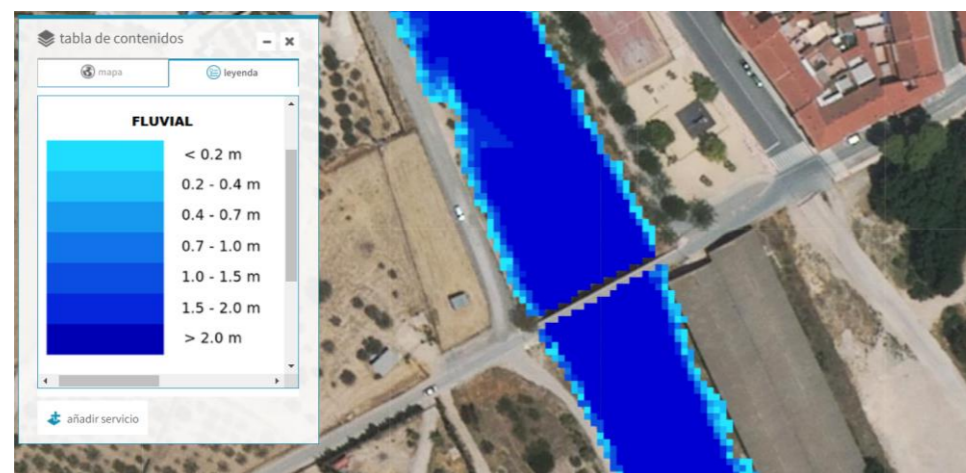 tabla de contenidos
mapa
leyenda
FLUVIAL
< 0.2 m
0.2 - 0.4 m
0.4 - 0.7 m
0.7 - 1.0 m
1.0 - 1.5 m
1.5 - 2.0 m
> 2.0 m
añadir servicio